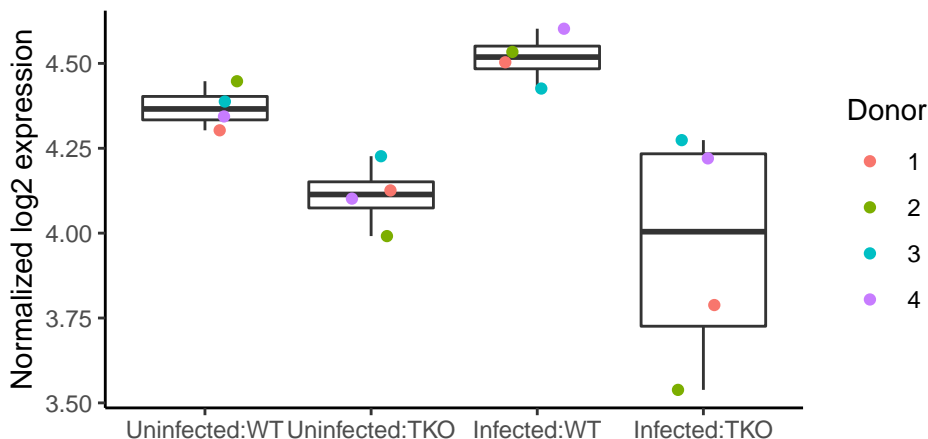 Normalized log2 expression
4.50
4.25
4.00
3.75
3.50
Uninfected:WT
Uninfected:TKO
Infected:WT
Infected:TKO
Donor
1
2
3
4